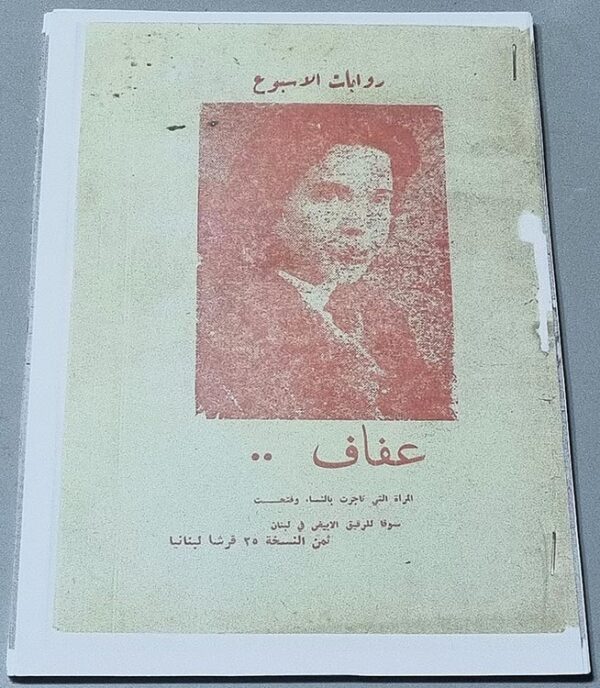 روايات الاسبوع
عفاف ..
المرأة التي تاجرت بالنساء وفتحت
سوقا للرقيق الابيض في لبنان
ثمن النسخة ٢٥ قرشا لبنانيا